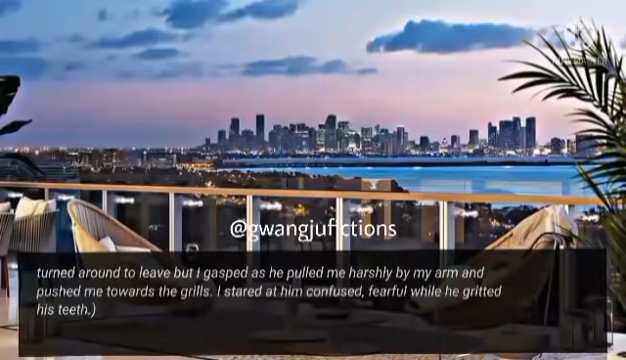 @gwangjufictions
turned around to leave but I gasped as he pulled me harshly by my arm and
pushed me towards the grills. I stared at him confused, fearful while he gritted
his teeth.)